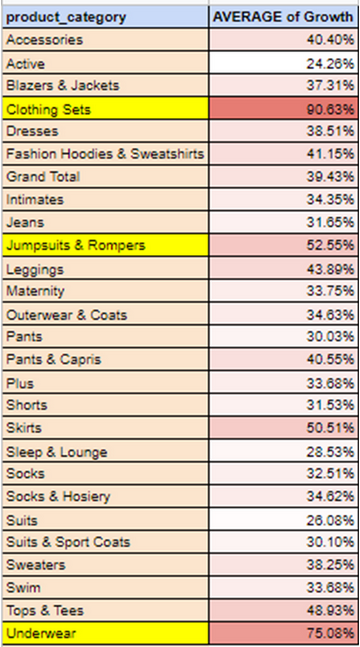 product_category AVERAGE of Growth
Accessories 40.40%
Active 24.26%
Blazers & Jackets 37.31%
Clothing Sets 90.63%
Dresses 38.51%
Fashion Hoodies & Sweatshirts 41.15%
Grand Total 39.43%
Intimates 34.35%
Jeans 31.65%
Jumpsuits & Rompers 52.55%
Leggings 43.89%
Maternity 33.75%
Outerwear & Coats 34.63%
Pants 30.03%
Pants & Capris 40.55%
Plus 33.68%
Shorts 31.53%
Skirts 50.51%
Sleep & Lounge 28.53%
Socks 32.51%
Socks & Hosiery 34.62%
Suits 26.08%
Suits & Sport Coats 30.10%
Sweaters 38.25%
Swim 33.68%
Tops & Tees 48.93%
Underwear 75.08%